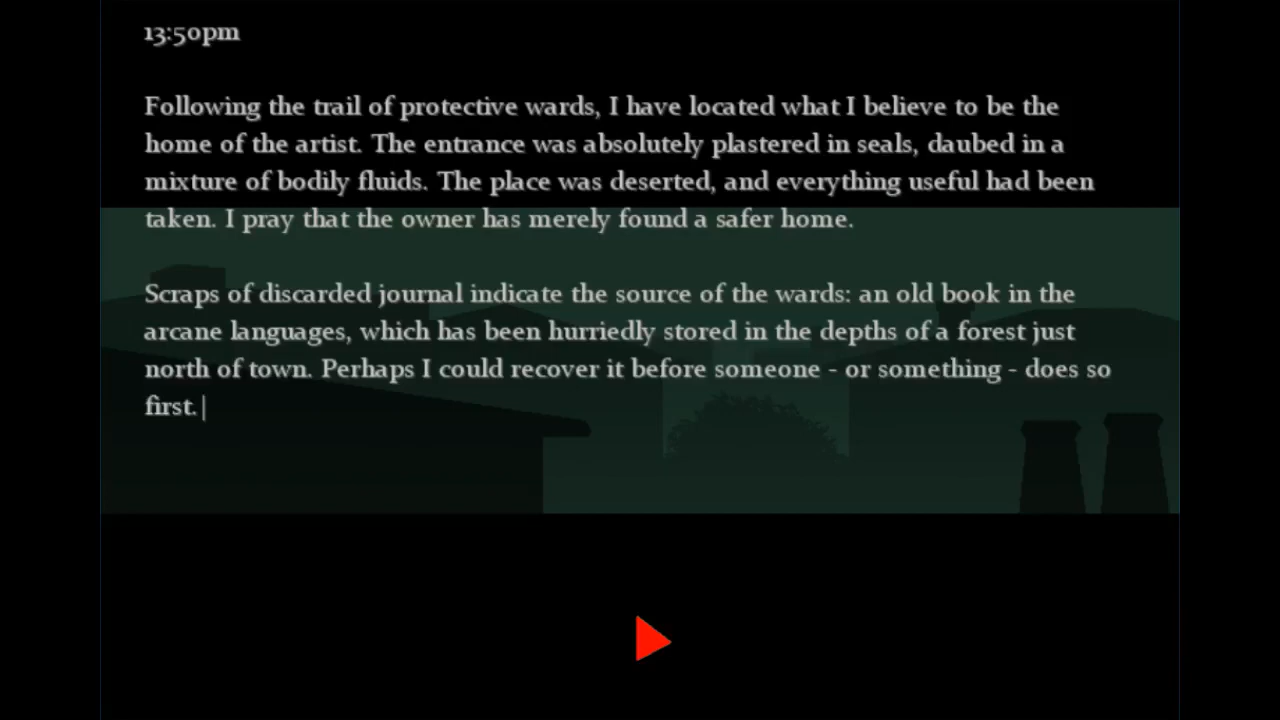 13:50pm
Following the trail of protective wards, I have located what I believe to be the
home of the artist. The entrance was absolutely plastered in seals, daubed in a
mixture of bodily fluids. The place was deserted, and everything useful had been
taken. I pray that the owner has merely found a safer home.
Scraps of discarded journal indicate the source of the wards: an old book in the
arcane languages, which has been hurriedly stored in the depths of a forest just
north of town. Perhaps I could recover it before someone - or something - does so
first.|